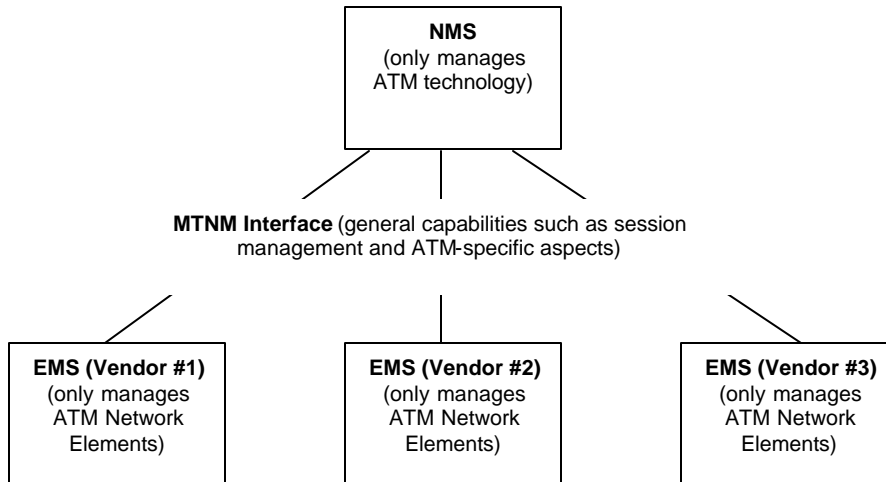 NMS
(only manages
ATM technology)
MTNM Interface (general capabilities such as session
management and ATM-specific aspects)
EMS (Vendor #1)
(only manages
ATM Network
Elements)
EMS (Vendor #2)
(only manages
ATM Network
Elements)
EMS (Vendor #3)
(only manages
ATM Network
Elements)